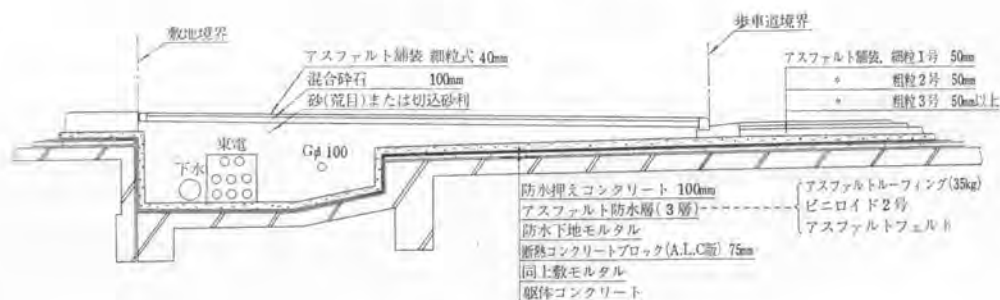 敷地境界
歩車道境界
アスファルト舗装 細粒式 40mm
混合砕石 100mm
砂(荒目)または切込砂利
アスファルト舗装. 細粒1号 50mm
〃 粗粒2号 50mm
〃 粗粒3号 50mm以上
東電
下水
Gφ 100
防水押えコンクリート 100mm
アスファルト防水層(3層)
防水下地モルタル
断熱コンクリートブロック(A.L.C版) 75mm
同上敷モルタル
躯体コンクリート
アスファルトルーフィング(35kg)
ビニロイド2号
アスファルトフェルト